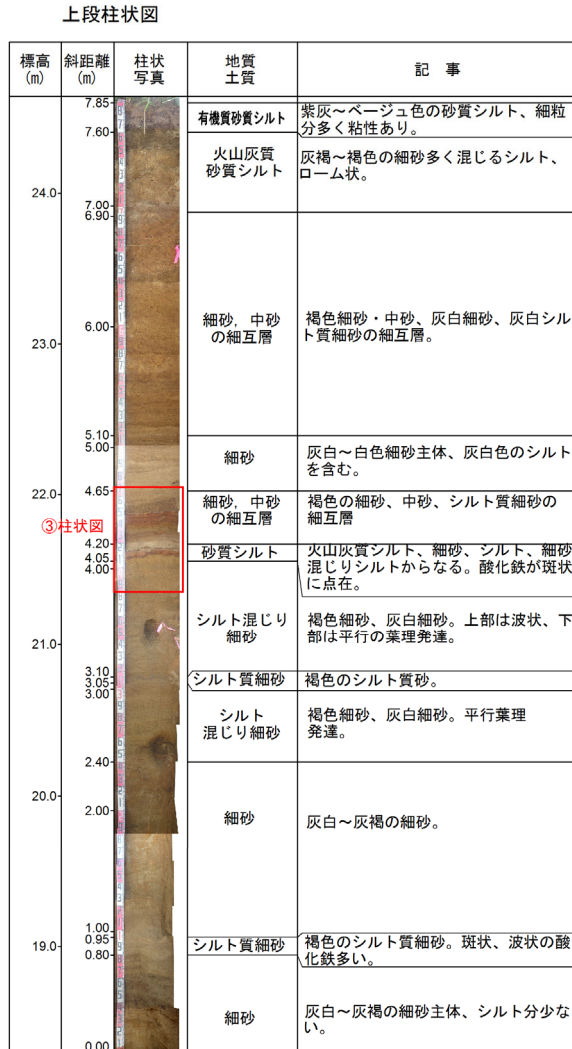 上段柱状図
標高
(m)
斜距離
(m)
柱状
写真
地質
土質
記　事
7.85
有機質砂質シルト
紫灰～ベージュ色の砂質シルト、細粒
分多く粘性あり。
7.60
火山灰質
砂質シルト
灰褐～褐色の細砂多く混じるシルト、
ローム状。
24.0
7.00
6.90
細砂，中砂
の細互層
褐色細砂・中砂、灰白細砂、灰白シル
ト質細砂の細互層。
6.00
23.0
5.10
5.00
細砂
灰白～白色細砂主体、灰白色のシルト
を含む。
4.65
22.0
細砂，中砂
の細互層
褐色の細砂、中砂、シルト質細砂の
細互層
③柱状図
4.20
4.05
4.00
砂質シルト
火山灰質シルト、細砂、シルト、細砂
混じりシルトからなる。酸化鉄が斑状
に点在。
シルト混じり
細砂
褐色細砂、灰白細砂。上部は波状、下
部は平行の葉理発達。
21.0
3.10
3.05
3.00
シルト質細砂
褐色のシルト質砂。
シルト
混じり細砂
褐色細砂、灰白細砂。平行葉理
発達。
2.40
20.0
2.00
細砂
灰白～灰褐の細砂。
1.00
0.95
0.80
19.0
シルト質細砂
褐色のシルト質細砂。斑状、波状の酸
化鉄多い。
細砂
灰白～灰褐の細砂主体、シルト分少な
い。
0.00